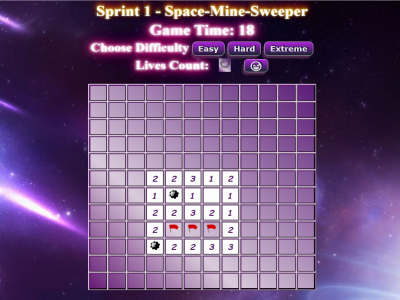 Sprint 1 - Space-Mine-Sweeper
Game Time: 18
Choose Difficulty Easy Hard Extreme
Lives Count:
2 2 3 1 2
1 1 1
2 2 3 2 1
2 2
2 2 3 3